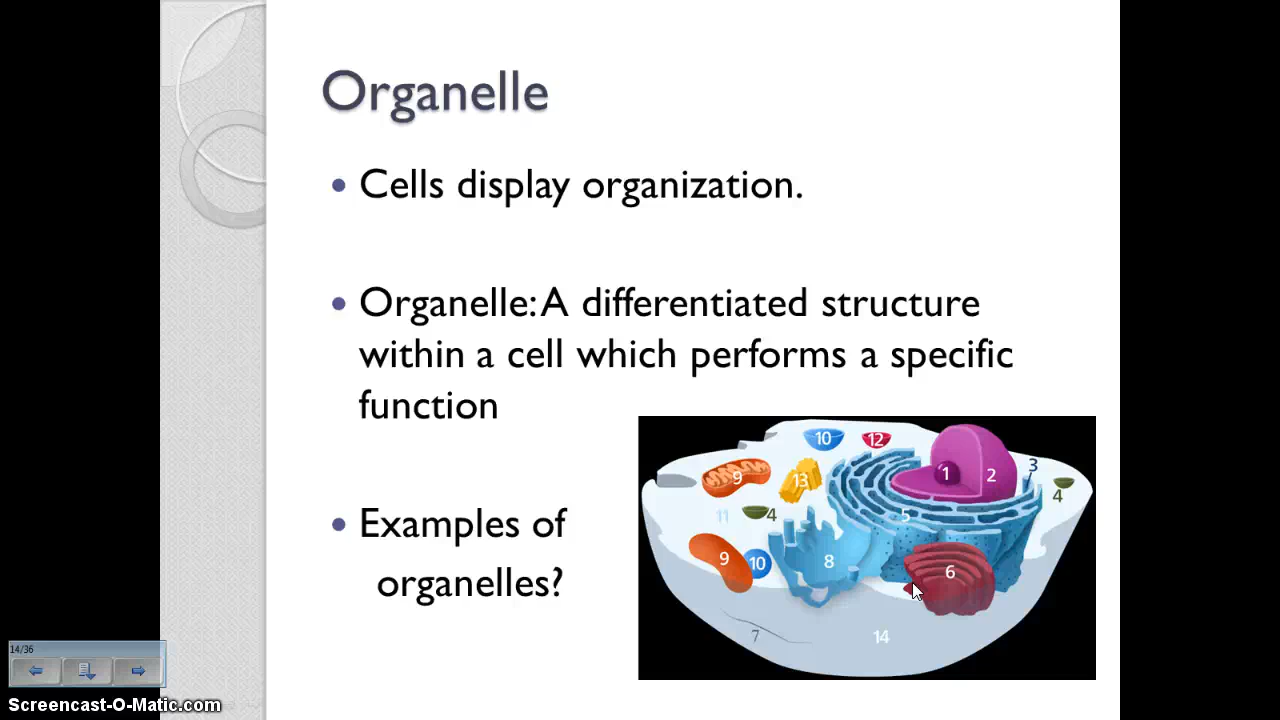 Organelle
• Cells display organization.
• Organelle: A differentiated structure
within a cell which performs a specific
function
• Examples of
organelles?
10 12
9 13 1 2 3
4
11 4 5
9 10 8 6
7 14
14/36
Screencast-O-Matic.com